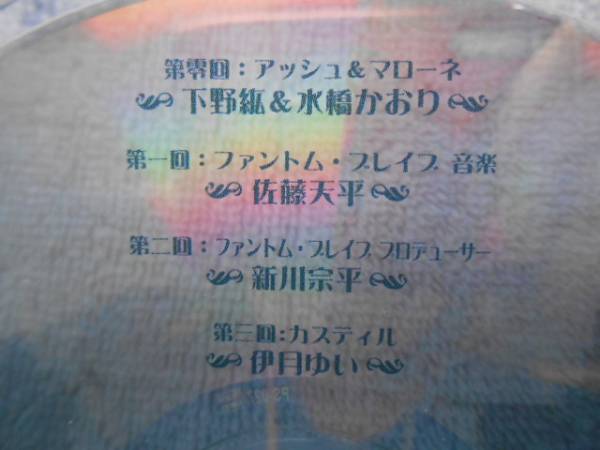 第零回：アッシュ&マローネ
下野紘&水橋かおり
第一回：ファントム・ブレイブ 音楽
佐藤天平
第二回：ファントム・ブレイブ プロデューサー
新川宗平
第三回：カスティル
伊月ゆい